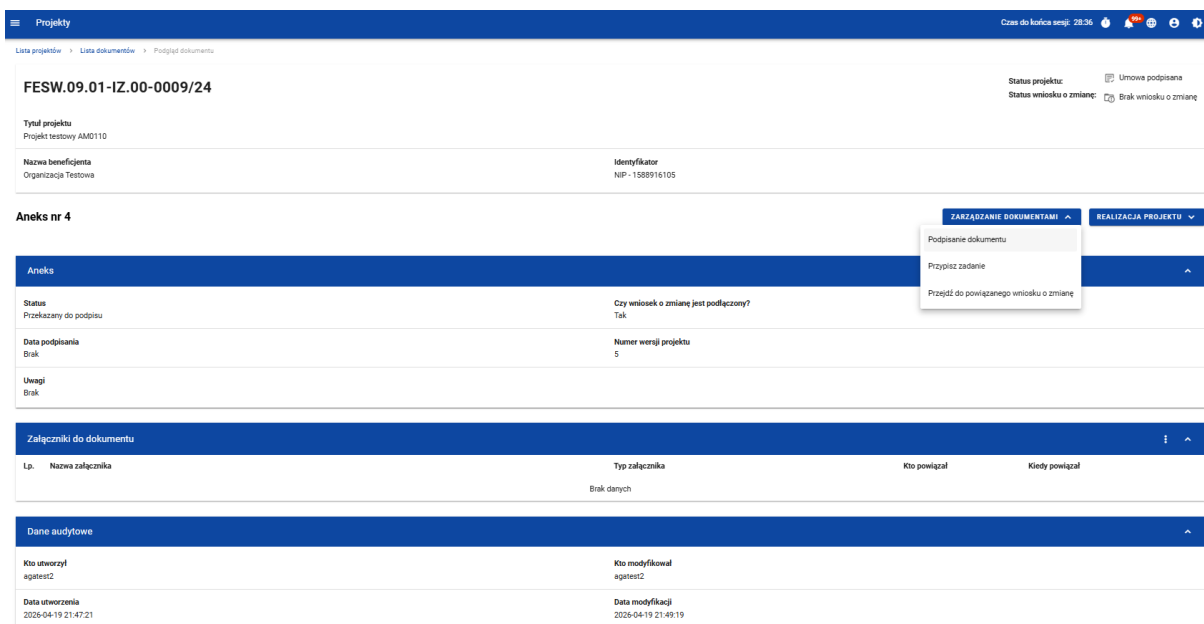 Projekty
Czas do końca sesji: 28:36
99+
Lista projektów > Lista dokumentów > Podgląd dokumentu
FESW.09.01-IZ.00-0009/24
Status projektu: Umowa podpisana
Status wniosku o zmianę: Brak wniosku o zmianę
Tytuł projektu
Projekt testowy AM0110
Nazwa beneficjenta Identyfikator
Organizacja Testowa NIP - 1588916105
Aneks nr 4
ZARZĄDZANIE DOKUMENTAMI REALIZACJA PROJEKTU
Podpisanie dokumentu
Przypisz zadanie
Przejdź do powiązanego wniosku o zmianę
Aneks
Status Czy wniosek o zmianę jest podłączony?
Przekazany do podpisu Tak
Data podpisania Numer wersji projektu
Brak 5
Uwagi
Brak
Załączniki do dokumentu
Lp. Nazwa załącznika Typ załącznika Kto powiązał Kiedy powiązał
Brak danych
Dane audytowe
Kto utworzył Kto modyfikował
agatest2 agatest2
Data utworzenia Data modyfikacji
2026-04-19 21:47:21 2026-04-19 21:49:19